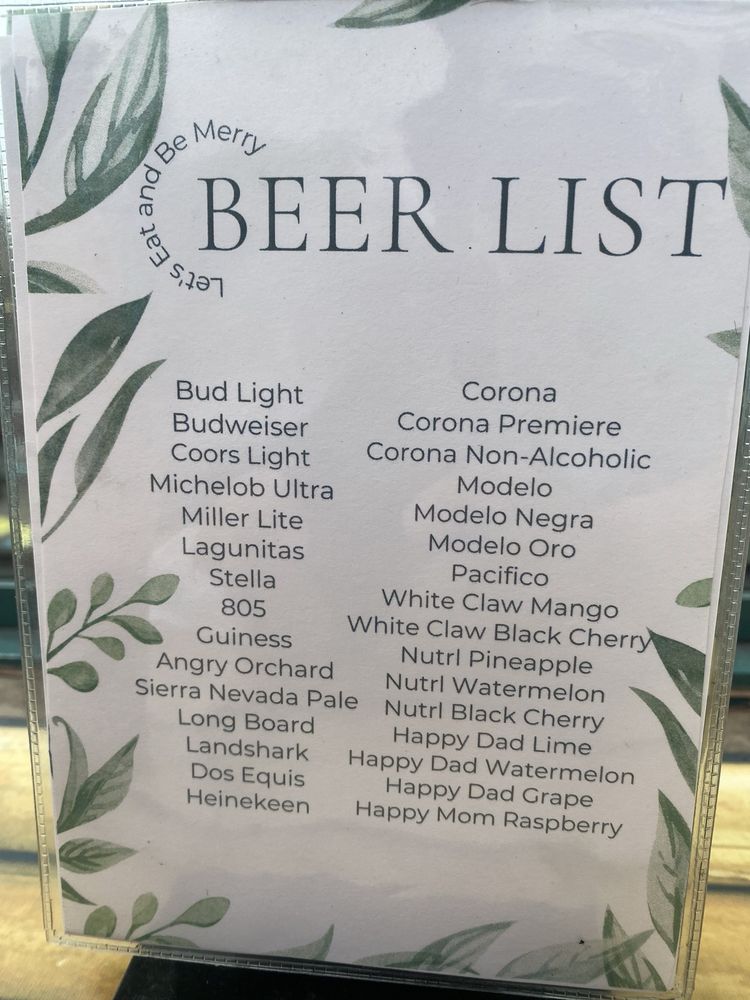 Let's Eat and Be Merry
BEER LIST
Bud Light
Budweiser
Coors Light
Michelob Ultra
Miller Lite
Lagunitas
Stella
805
Guiness
Angry Orchard
Sierra Nevada Pale
Long Board
Landshark
Dos Equis
Heinekeen
Corona
Corona Premiere
Corona Non-Alcoholic
Modelo
Modelo Negra
Modelo Oro
Pacifico
White Claw Mango
White Claw Black Cherry
Nutrl Pineapple
Nutrl Watermelon
Nutrl Black Cherry
Happy Dad Lime
Happy Dad Watermelon
Happy Dad Grape
Happy Mom Raspberry